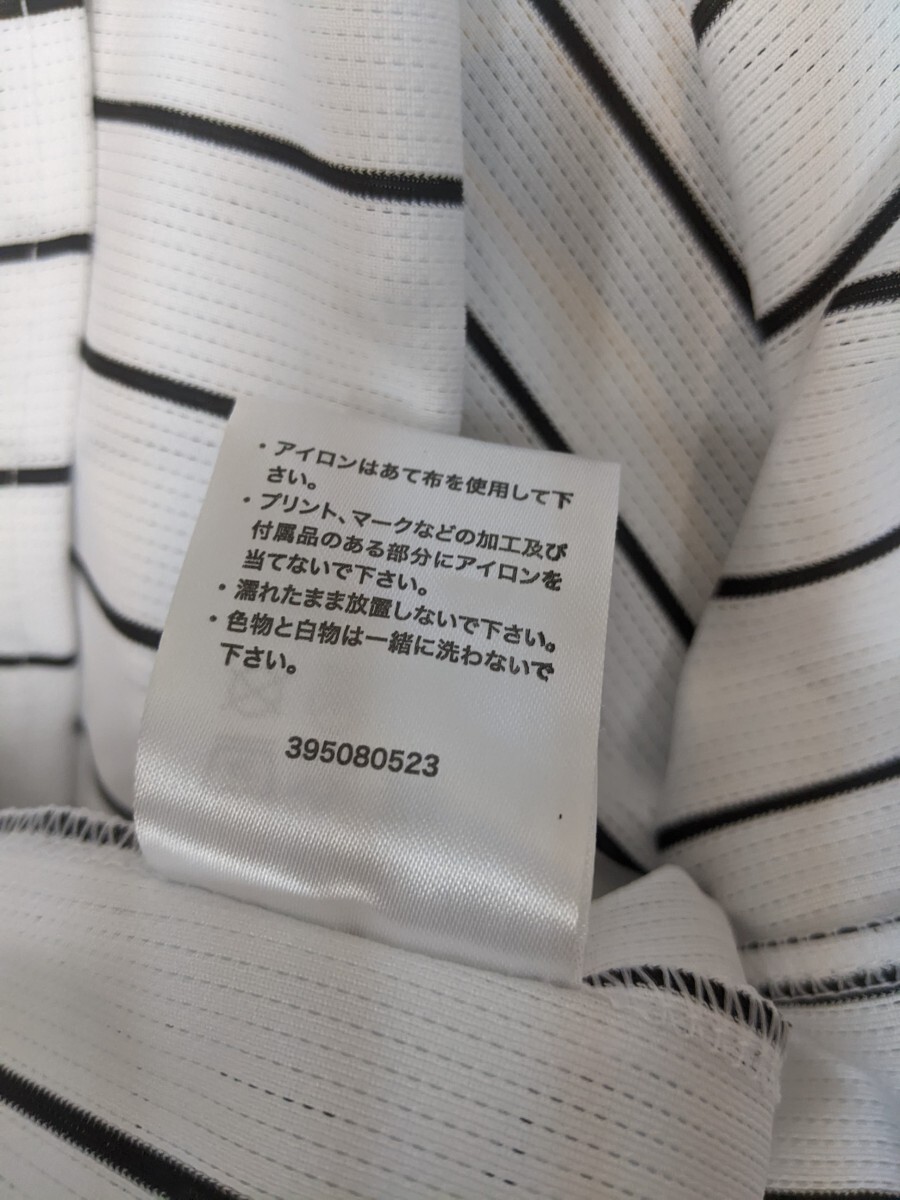 ・アイロンはあて布を使用して下
さい。
・プリント、マークなどの加工及び
付属品のある部分にアイロンを
当てないで下さい。
・濡れたまま放置しないで下さい。
・色物と白物は一緒に洗わないで
下さい。
395080523